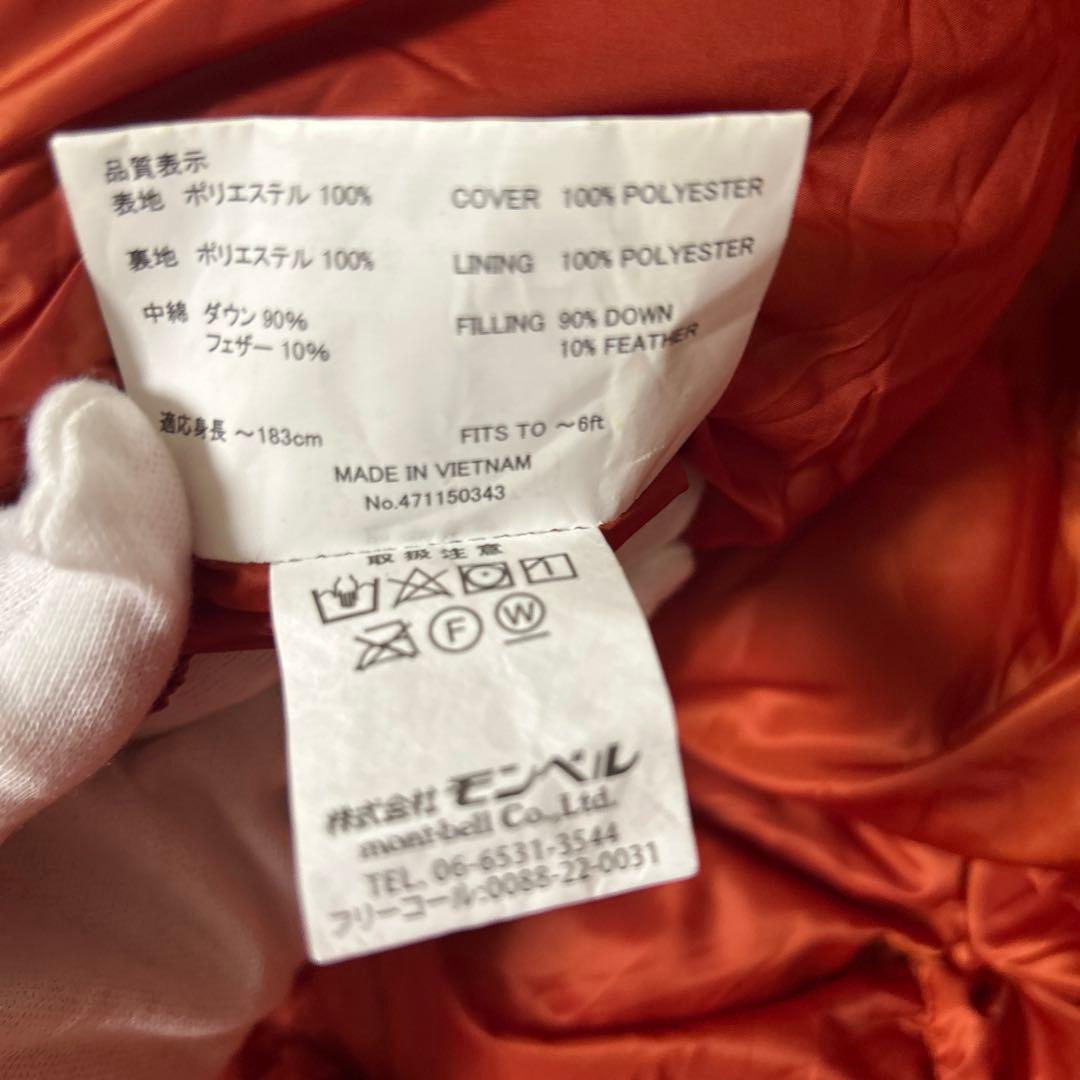 品質表示
表地 ポリエステル 100% COVER 100% POLYESTER
裏地 ポリエステル 100% LINING 100% POLYESTER
中綿 ダウン 90% FILLING 90% DOWN
フェザー 10% 10% FEATHER
適応身長 ～183cm FITS TO ～6ft
MADE IN VIETNAM
No.471150343
取扱注意
F W
株式会社 モンベル
mont-bell Co.,Ltd.
TEL. 06-6531-3544
フリーコール:0088-22-0031